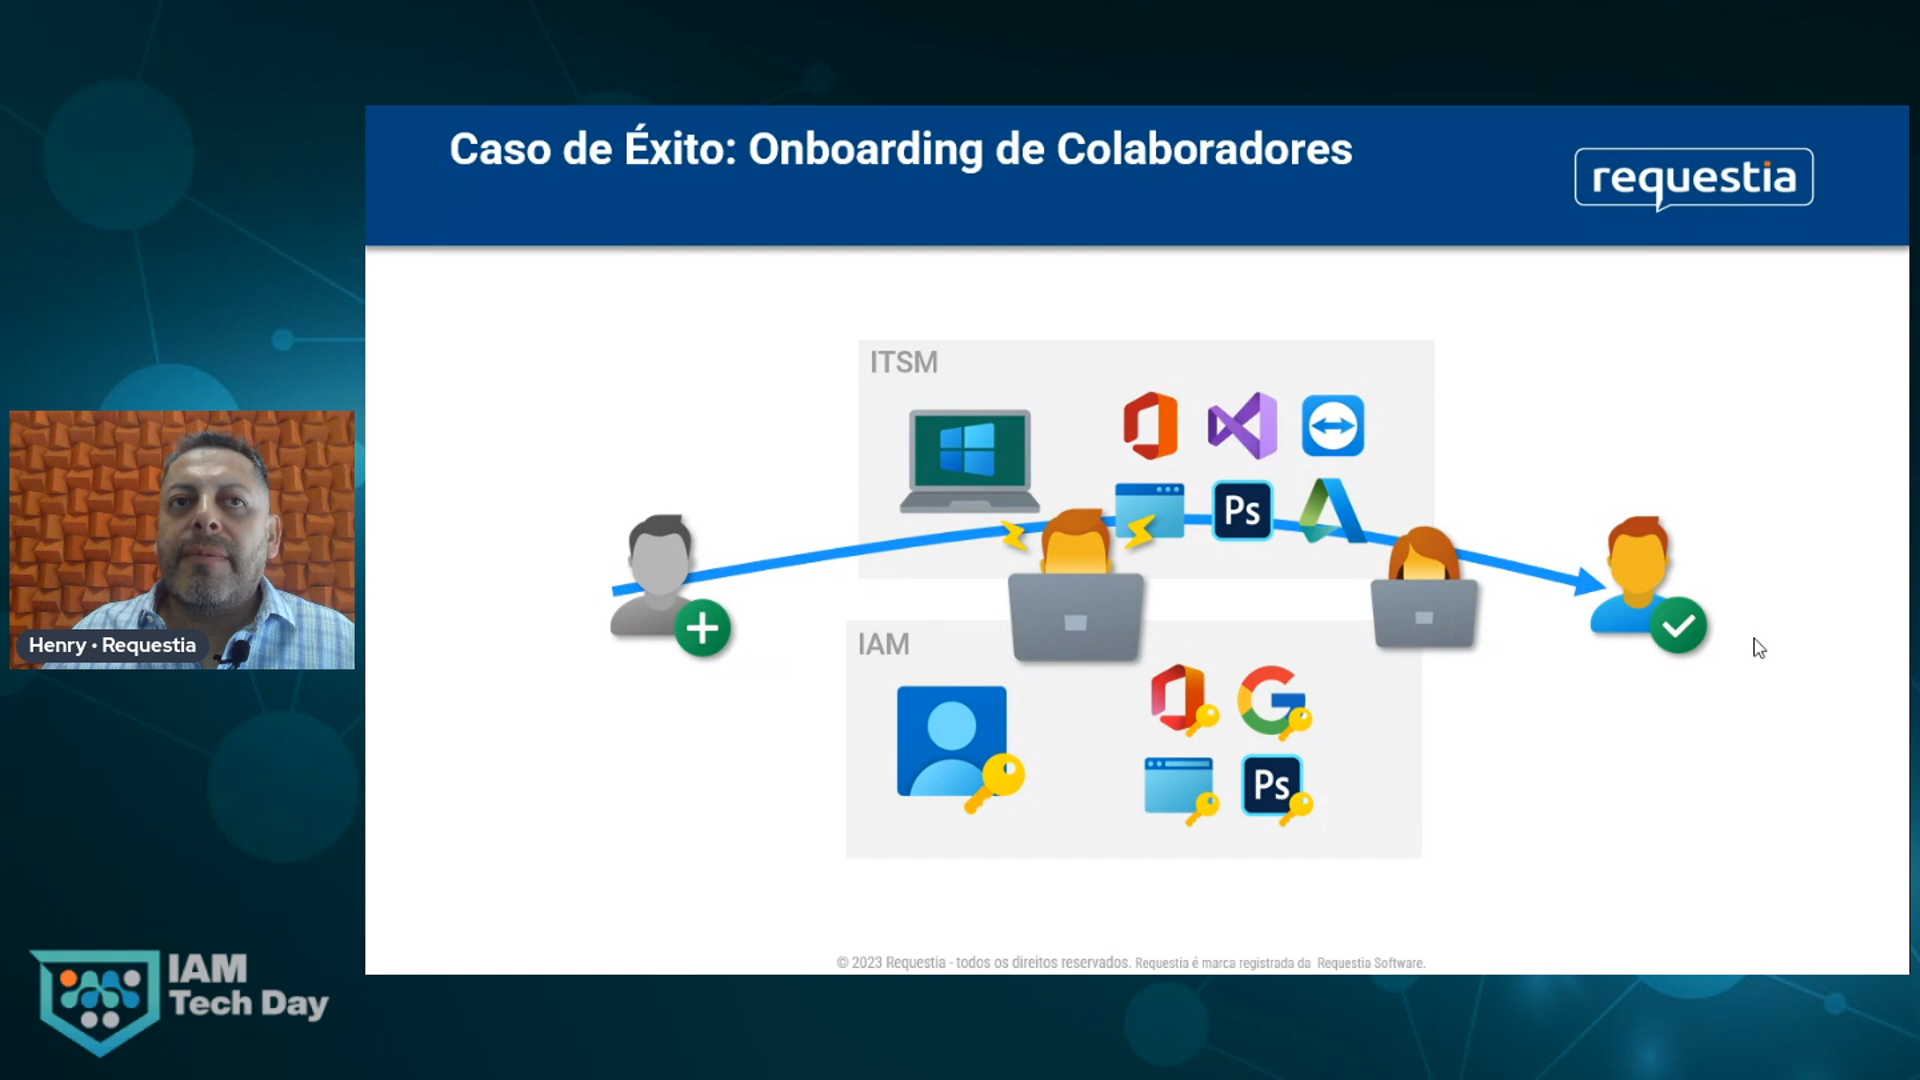 Caso de Éxito: Onboarding de Colaboradores
requestia
ITSM
Ps
IAM
Ps
Henry • Requestia
© 2023 Requestia - todos os direitos reservados. Requestia é marca registrada da Requestia Software.
IAM
Tech Day